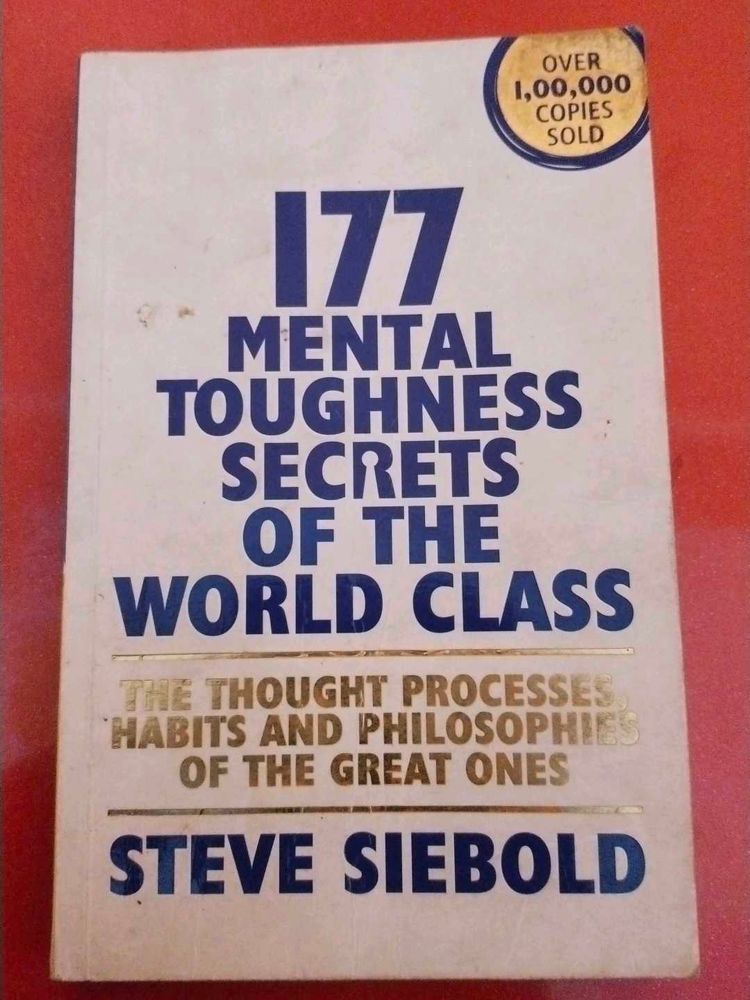 OVER
1,00,000
COPIES
SOLD
177
MENTAL
TOUGHNESS
SECRETS
OF THE
WORLD CLASS
THE THOUGHT PROCESSES,
HABITS AND PHILOSOPHIES
OF THE GREAT ONES
STEVE SIEBOLD